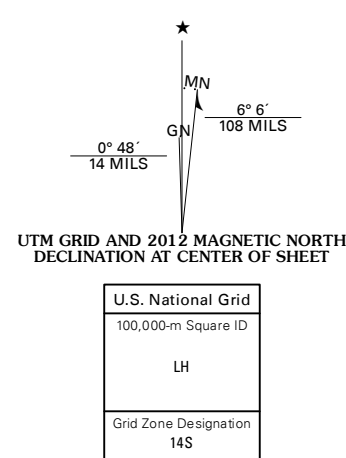 ★
MN
GN
6° 6´
108 MILS
0° 48´
14 MILS
UTM GRID AND 2012 MAGNETIC NORTH
DECLINATION AT CENTER OF SHEET
U.S. National Grid
100,000-m Square ID
LH
Grid Zone Designation
14S